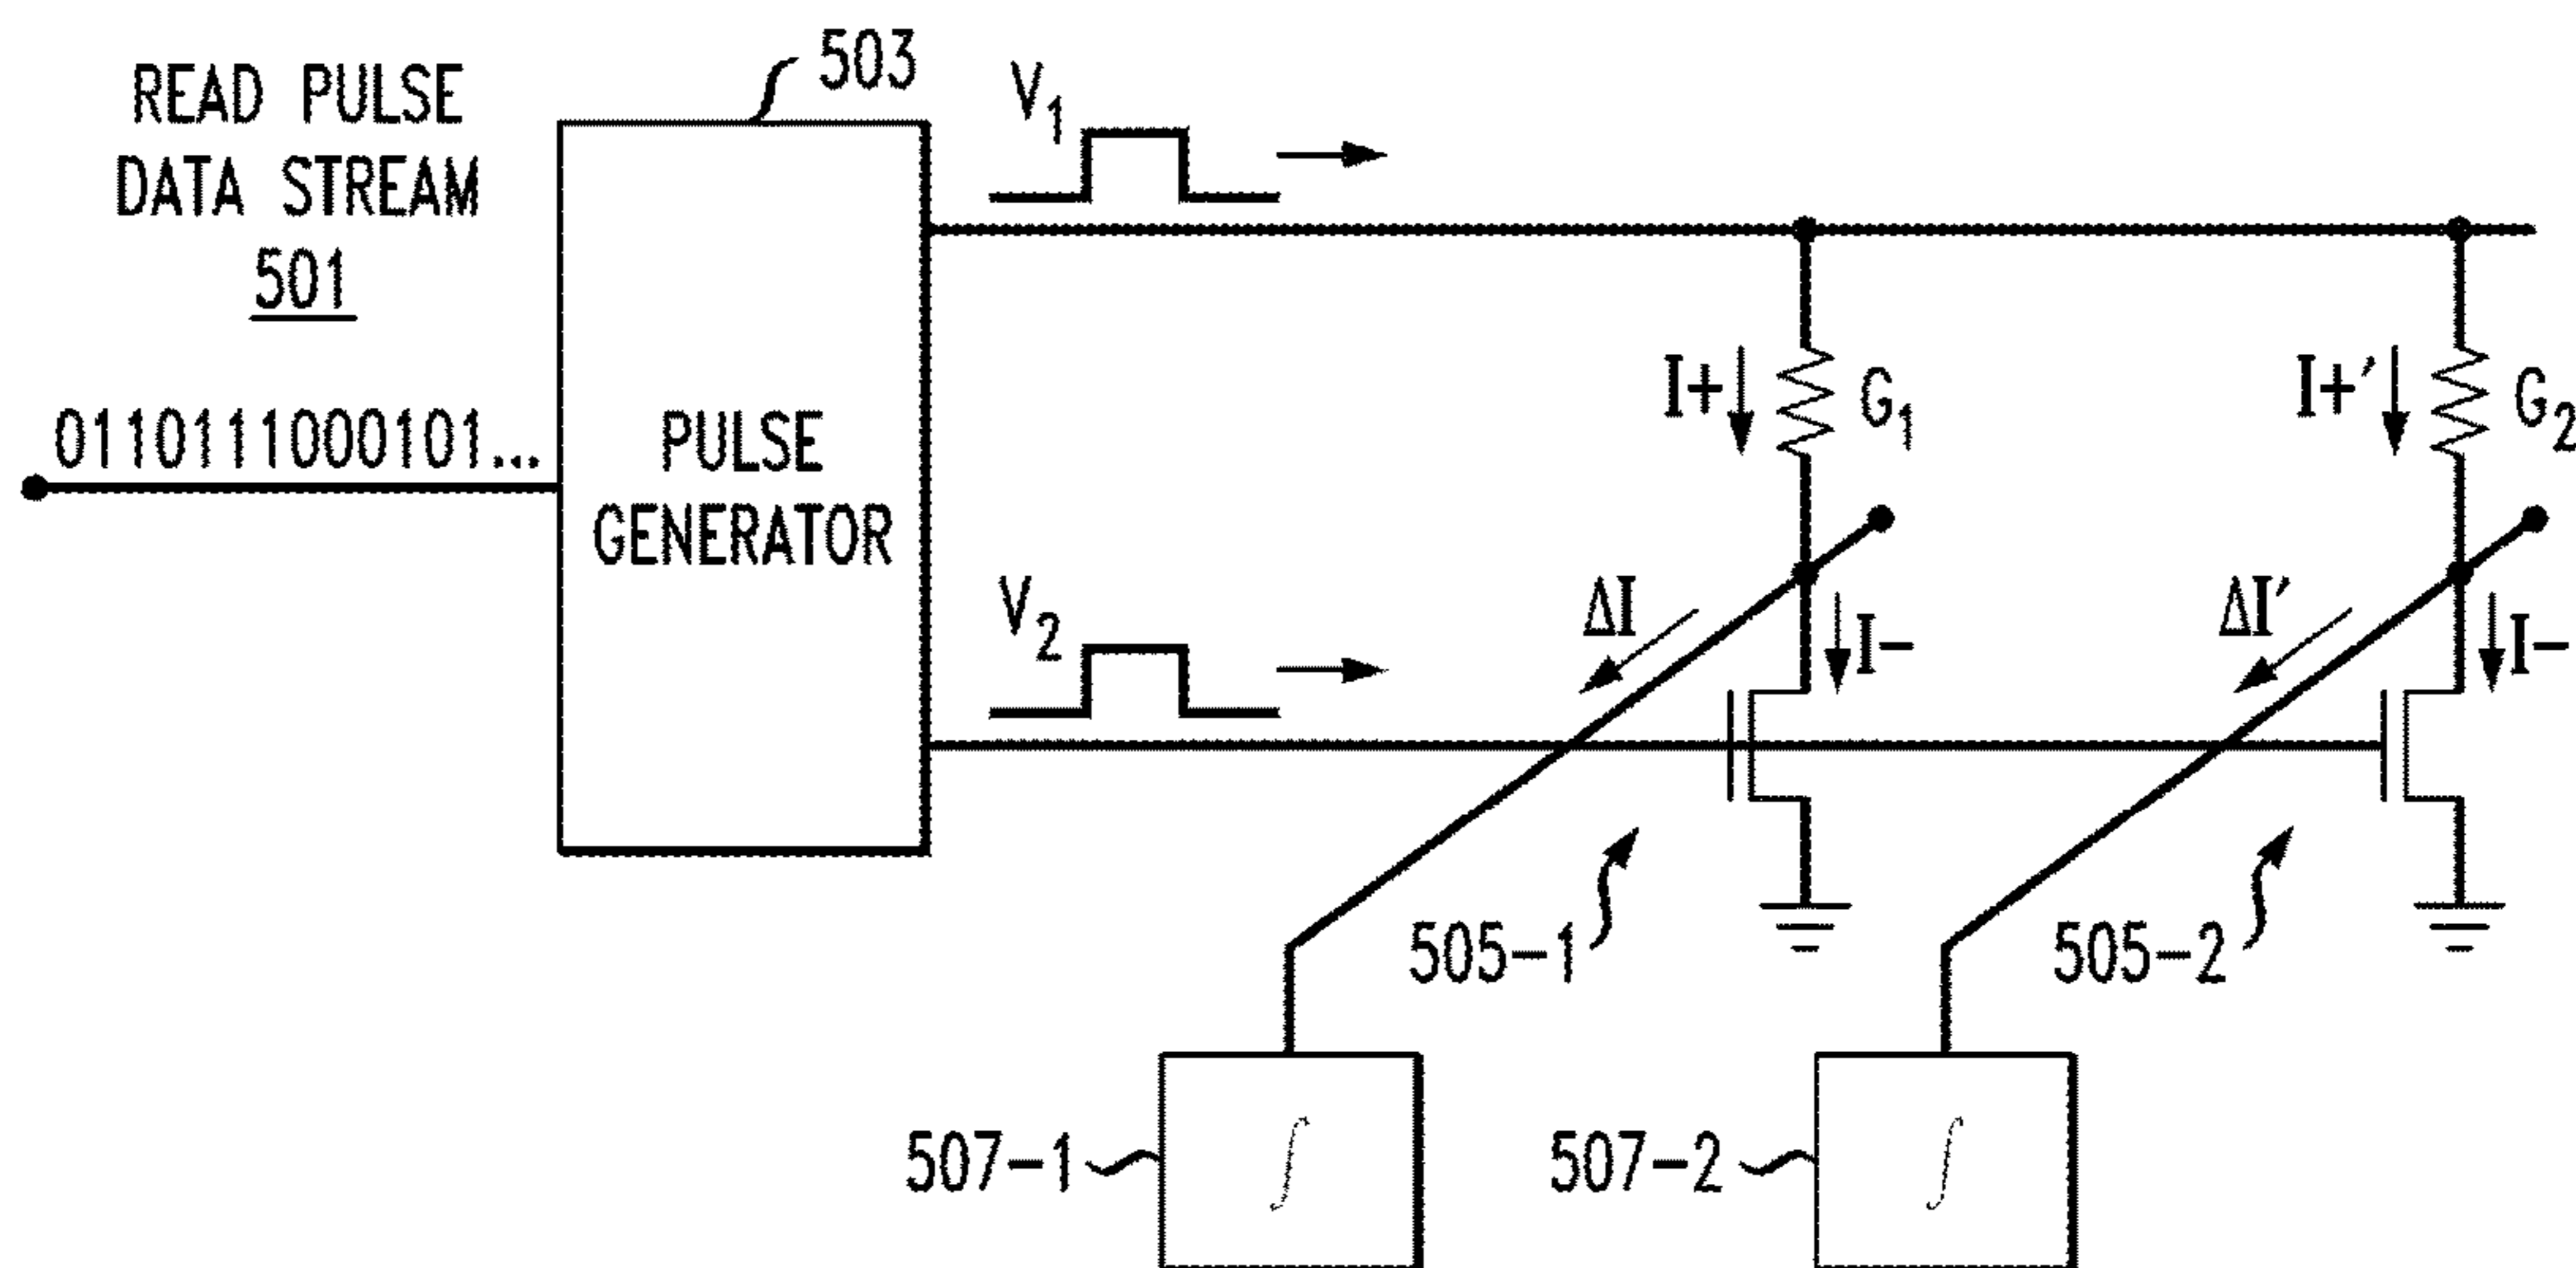 READ PULSE
DATA STREAM
501
0110111000101...
503
PULSE
GENERATOR
V1
V2
I+
G1
I+′
G2
ΔI
I−
ΔI′
I−
505-1
505-2
507-1
∫
507-2
∫